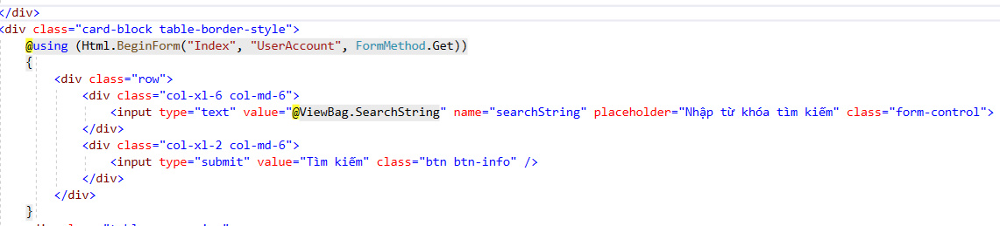 </div>
<div class="card-block table-border-style">
@using (Html.BeginForm("Index", "UserAccount", FormMethod.Get))
{
<div class="row">
<div class="col-xl-6 col-md-6">
<input type="text" value="@ViewBag.SearchString" name="searchString" placeholder="Nhập từ khóa tìm kiếm" class="form-control">
</div>
<div class="col-xl-2 col-md-6">
<input type="submit" value="Tìm kiếm" class="btn btn-info" />
</div>
</div>
}